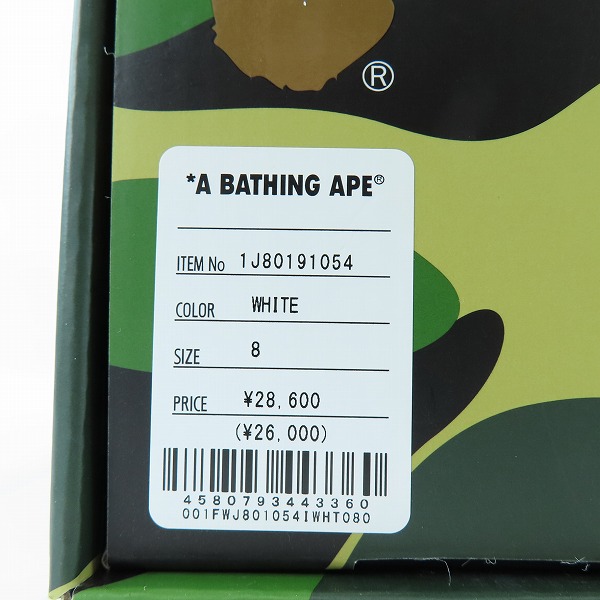 ®
*A BATHING APE®
ITEM No 1J80191054
COLOR WHITE
SIZE 8
PRICE ¥28,600
(¥26,000)
4580793443360
001FWJ801054IWHT080